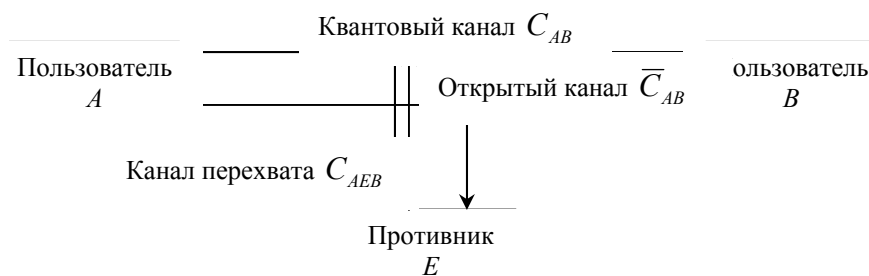 Квантовый канал C_AB
Пользователь
A
Открытый канал C̅_AB
ользователь
B
Канал перехвата C_AEB
Противник
E